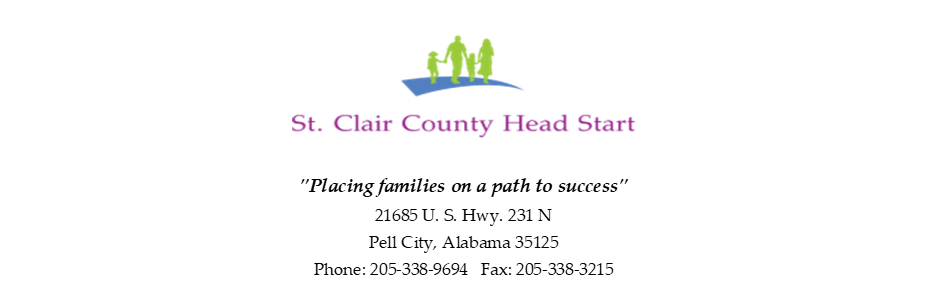 St. Clair County Head Start
"Placing families on a path to success"
21685 U. S. Hwy. 231 N
Pell City, Alabama 35125
Phone: 205-338-9694   Fax: 205-338-3215